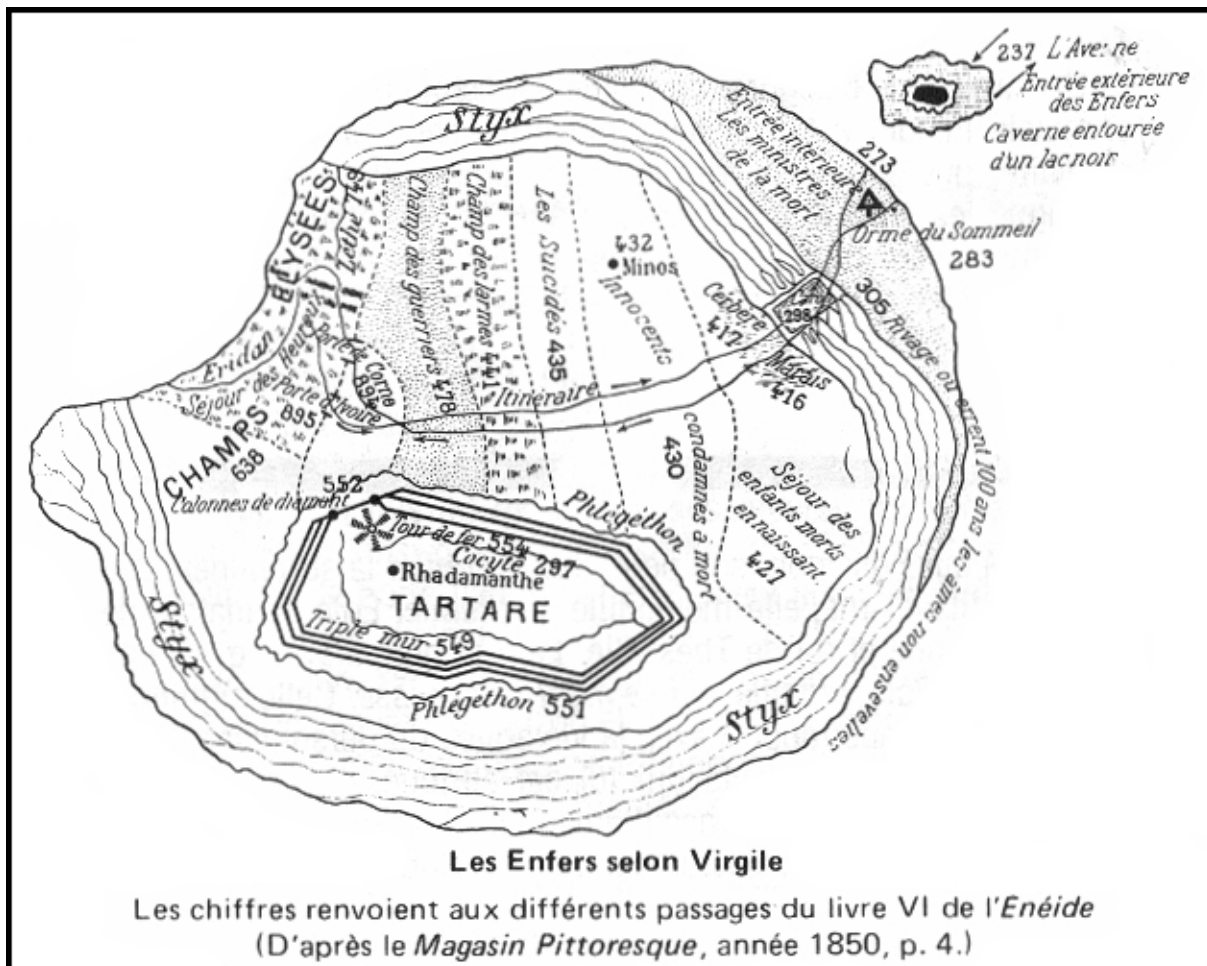 237 L'Averne
Entrée extérieure
des Enfers
Caverne entourée
d'un lac noir
Styx
Entrée intérieure
Les ministres
de la mort
273
Orme du Sommeil
283
305 Rivage où errent 100 ans les âmes non ensevelies
298
Cerbère
417
Marais
416
432
Minos
Innocents
condamnés à mort
430
Les Suicidés 435
Champ des larmes 441
Champ des guerriers 478
Léthé 749
CHAMPS
ELYSÉES
638
Eridan
Séjour des Heureux
Porte de Corne
894
Porte d'Ivoire
895
Itinéraire
Séjour des
enfants morts
en naissant
427
552
Colonnes de diamant
Tour de fer 554
Cocyte 297
Rhadamanthe
TARTARE
Triple mur 549
Phlégéthon
Phlégéthon 551
Styx
Styx
Les Enfers selon Virgile
Les chiffres renvoient aux différents passages du livre VI de l'Enéide
(D'après le Magasin Pittoresque, année 1850, p. 4.)